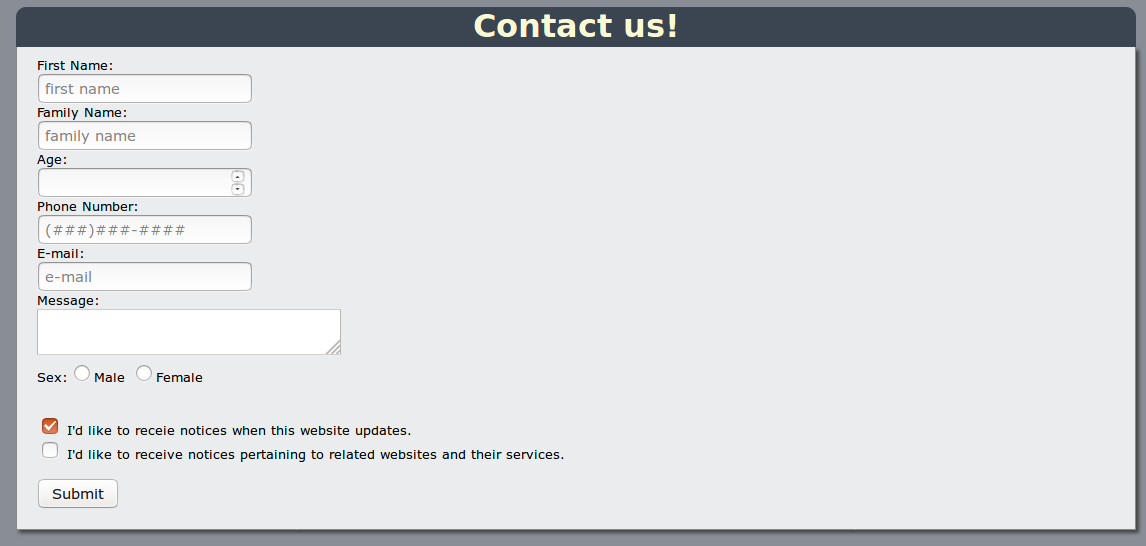 Contact us!
First Name:
first name
Family Name:
family name
Age:
Phone Number:
(###)###-####
E-mail:
e-mail
Message:
Sex: Male Female
I'd like to receie notices when this website updates.
I'd like to receive notices pertaining to related websites and their services.
Submit